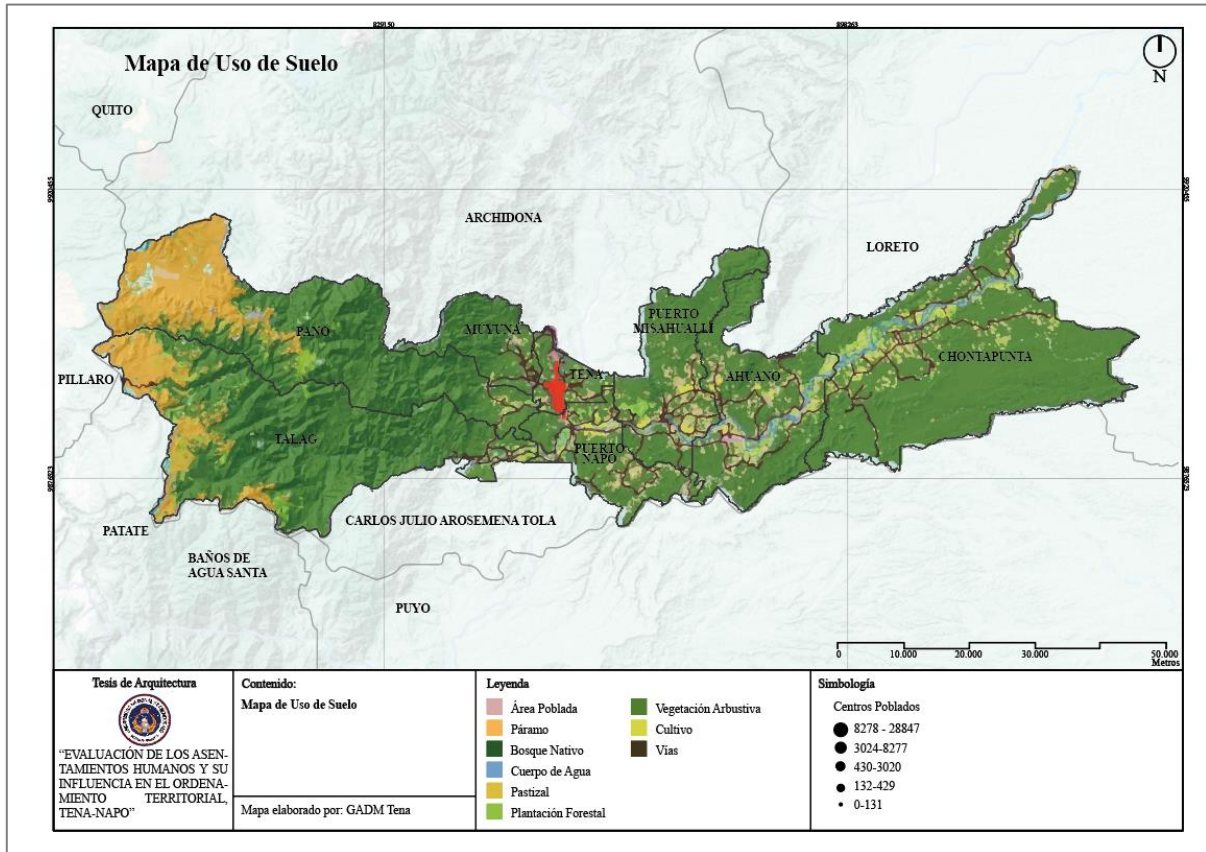 829150
898263
Mapa de Uso de Suelo
N
QUITO
9920455
ARCHIDONA
LORETO
PANO
MUYUNA
PUERTO
MISAHUALLÍ
TENA
AHUANO
CHONTAPUNTA
PILLARO
TALAG
PUERTO
NAPO
PATATE
CARLOS JULIO AROSEMENA TOLA
BAÑOS DE
AGUA SANTA
PUYO
0
10.000
20.000
30.000
50.000
Metros
Tesis de Arquitectura
"EVALUACIÓN DE LOS ASEN-
TAMIENTOS HUMANOS Y SU
INFLUENCIA EN EL ORDENA-
MIENTO TERRITORIAL,
TENA-NAPO"
Contenido:
Mapa de Uso de Suelo
Mapa elaborado por: GADM Tena
Leyenda
Área Poblada
Páramo
Bosque Nativo
Cuerpo de Agua
Pastizal
Plantación Forestal
Vegetación Arbustiva
Cultivo
Vías
Simbología
Centros Poblados
8278 - 28847
3024-8277
430-3020
132-429
0-131